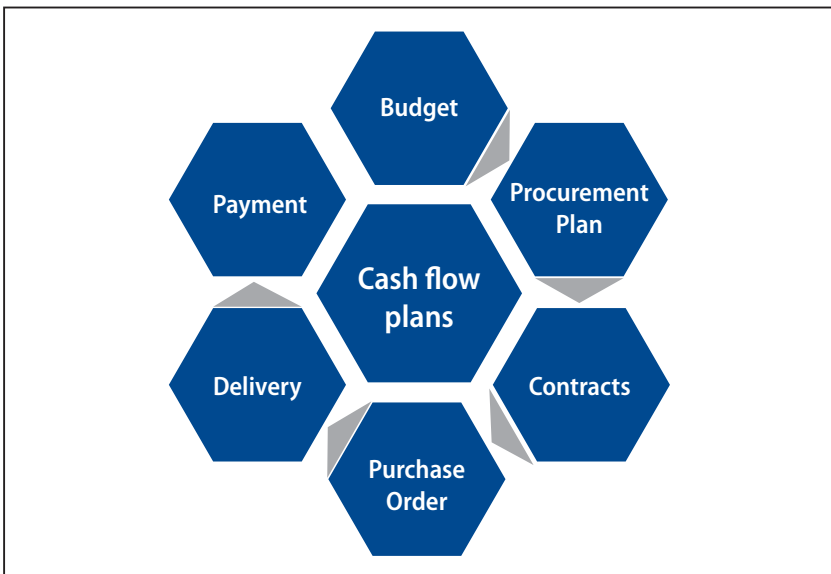 Budget
Procurement
Plan
Contracts
Purchase
Order
Delivery
Payment
Cash flow
plans